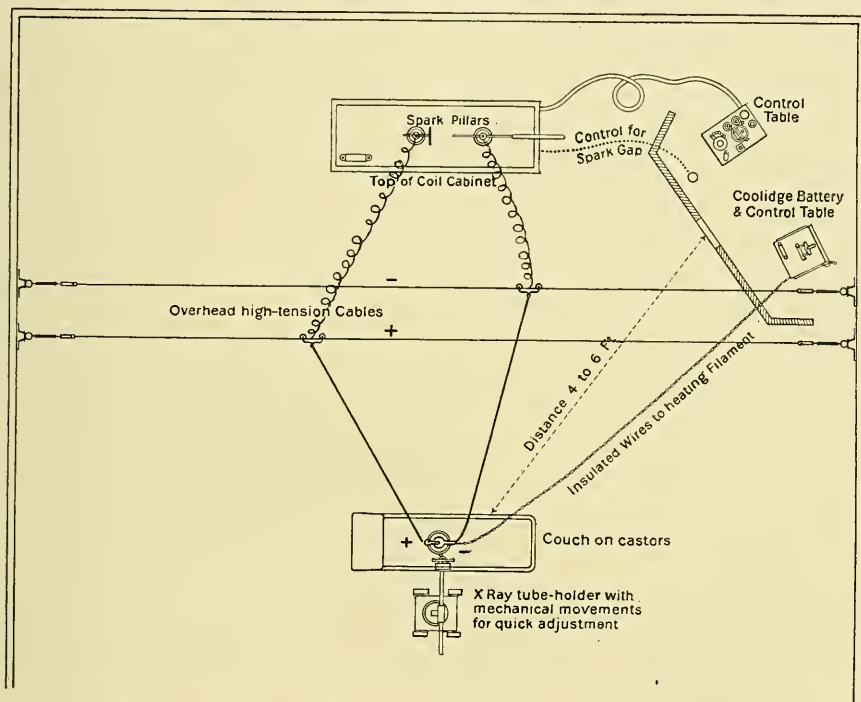 Spark Pillars
Control for
Spark Gap
Control
Table
Top of Coil Cabinet
Coolidge Battery
& Control Table
−
Overhead high-tension Cables
+
Distance 4 to 6 Ft
Insulated Wires to heating Filament
+
−
Couch on castors
X Ray tube-holder with
mechanical movements
for quick adjustment